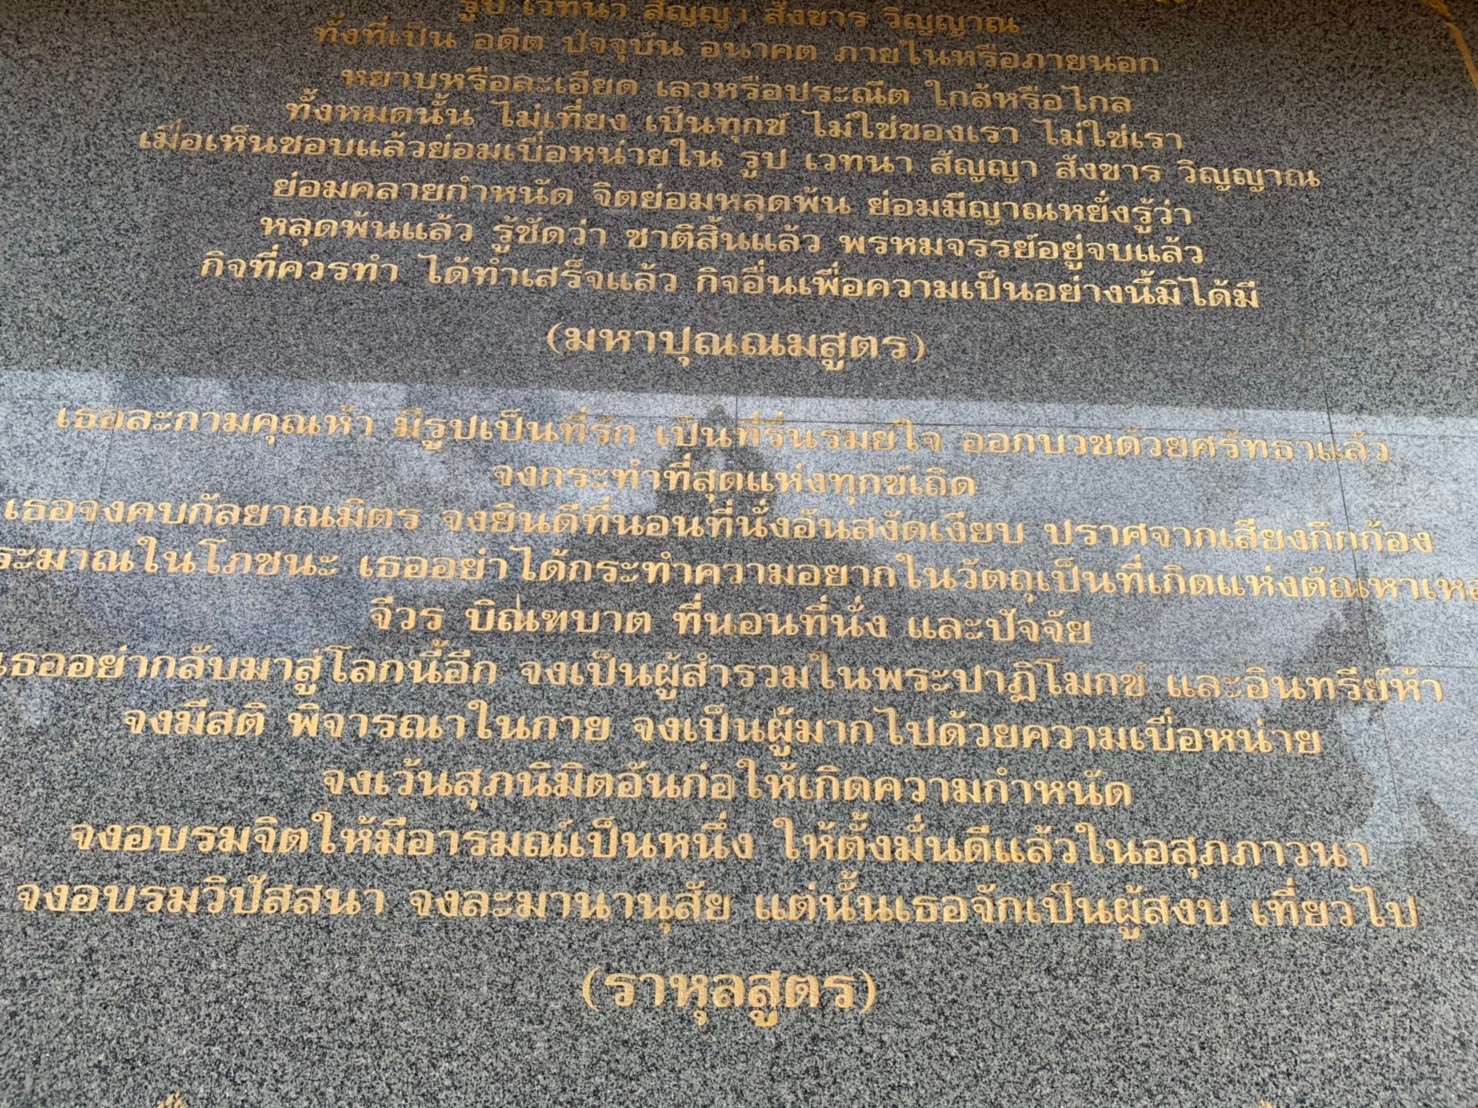 รูป เวทนา สัญญา สังขาร วิญญาณ
ทั้งที่เป็น อดีต ปัจจุบัน อนาคต ภายในหรือภายนอก
หยาบหรือละเอียด เลวหรือประณีต ใกล้หรือไกล
ทั้งหมดนั้น ไม่เที่ยง เป็นทุกข์ ไม่ใช่ของเรา ไม่ใช่เรา
เมื่อเห็นชอบแล้วย่อมเบื่อหน่ายใน รูป เวทนา สัญญา สังขาร วิญญาณ
ย่อมคลายกำหนัด จิตย่อมหลุดพ้น ย่อมมีญาณหยั่งรู้ว่า
หลุดพ้นแล้ว รู้ชัดว่า ชาติสิ้นแล้ว พรหมจรรย์อยู่จบแล้ว
กิจที่ควรทำ ได้ทำเสร็จแล้ว กิจอื่นเพื่อความเป็นอย่างนี้มิได้มี
(มหาปุณณมสูตร)
เธอละกามคุณห้า มีรูปเป็นที่รัก เป็นที่รื่นรมย์ใจ ออกบวชด้วยศรัทธาแล้ว
จงกระทำที่สุดแห่งทุกข์เถิด
เธอจงคบกัลยาณมิตร จงยินดีที่นอนที่นั่งอันสงัดเงียบ ปราศจากเสียงกึกก้อง
ระมาณในโภชนะ เธออย่าได้กระทำความอยากในวัตถุเป็นที่เกิดแห่งตัณหาเหล
จีวร บิณฑบาต ที่นอนที่นั่ง และปัจจัย
เธออย่ากลับมาสู่โลกนี้อีก จงเป็นผู้สำรวมในพระปาฏิโมกข์ และอินทรีย์ห้า
จงมีสติ พิจารณาในกาย จงเป็นผู้มากไปด้วยความเบื่อหน่าย
จงเว้นสุภนิมิตอันก่อให้เกิดความกำหนัด
จงอบรมจิตให้มีอารมณ์เป็นหนึ่ง ให้ตั้งมั่นดีแล้วในอสุภภาวนา
จงอบรมวิปัสสนา จงละมานานุสัย แต่นั้นเธอจักเป็นผู้สงบ เที่ยวไป
(ราหุลสูตร)